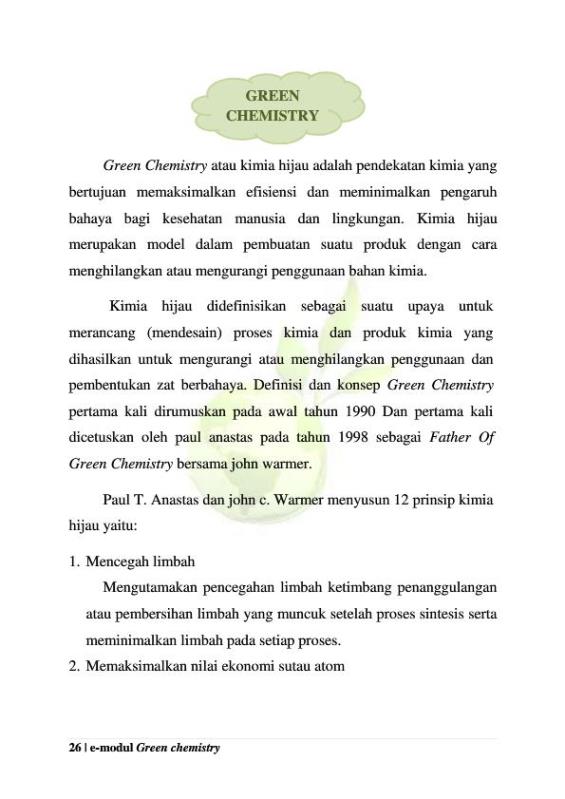 GREEN
CHEMISTRY
Green Chemistry atau kimia hijau adalah pendekatan kimia yang
bertujuan memaksimalkan efisiensi dan meminimalkan pengaruh
bahaya bagi kesehatan manusia dan lingkungan. Kimia hijau
merupakan model dalam pembuatan suatu produk dengan cara
menghilangkan atau mengurangi penggunaan bahan kimia.
Kimia hijau didefinisikan sebagai suatu upaya untuk
merancang (mendesain) proses kimia dan produk kimia yang
dihasilkan untuk mengurangi atau menghilangkan penggunaan dan
pembentukan zat berbahaya. Definisi dan konsep Green Chemistry
pertama kali dirumuskan pada awal tahun 1990 Dan pertama kali
dicetuskan oleh paul anastas pada tahun 1998 sebagai Father Of
Green Chemistry bersama john warmer.
Paul T. Anastas dan john c. Warmer menyusun 12 prinsip kimia
hijau yaitu:
1. Mencegah limbah
Mengutamakan pencegahan limbah ketimbang penanggulangan
atau pembersihan limbah yang muncuk setelah proses sintesis serta
meminimalkan limbah pada setiap proses.
2. Memaksimalkan nilai ekonomi sutau atom
26 | e-modul Green chemistry